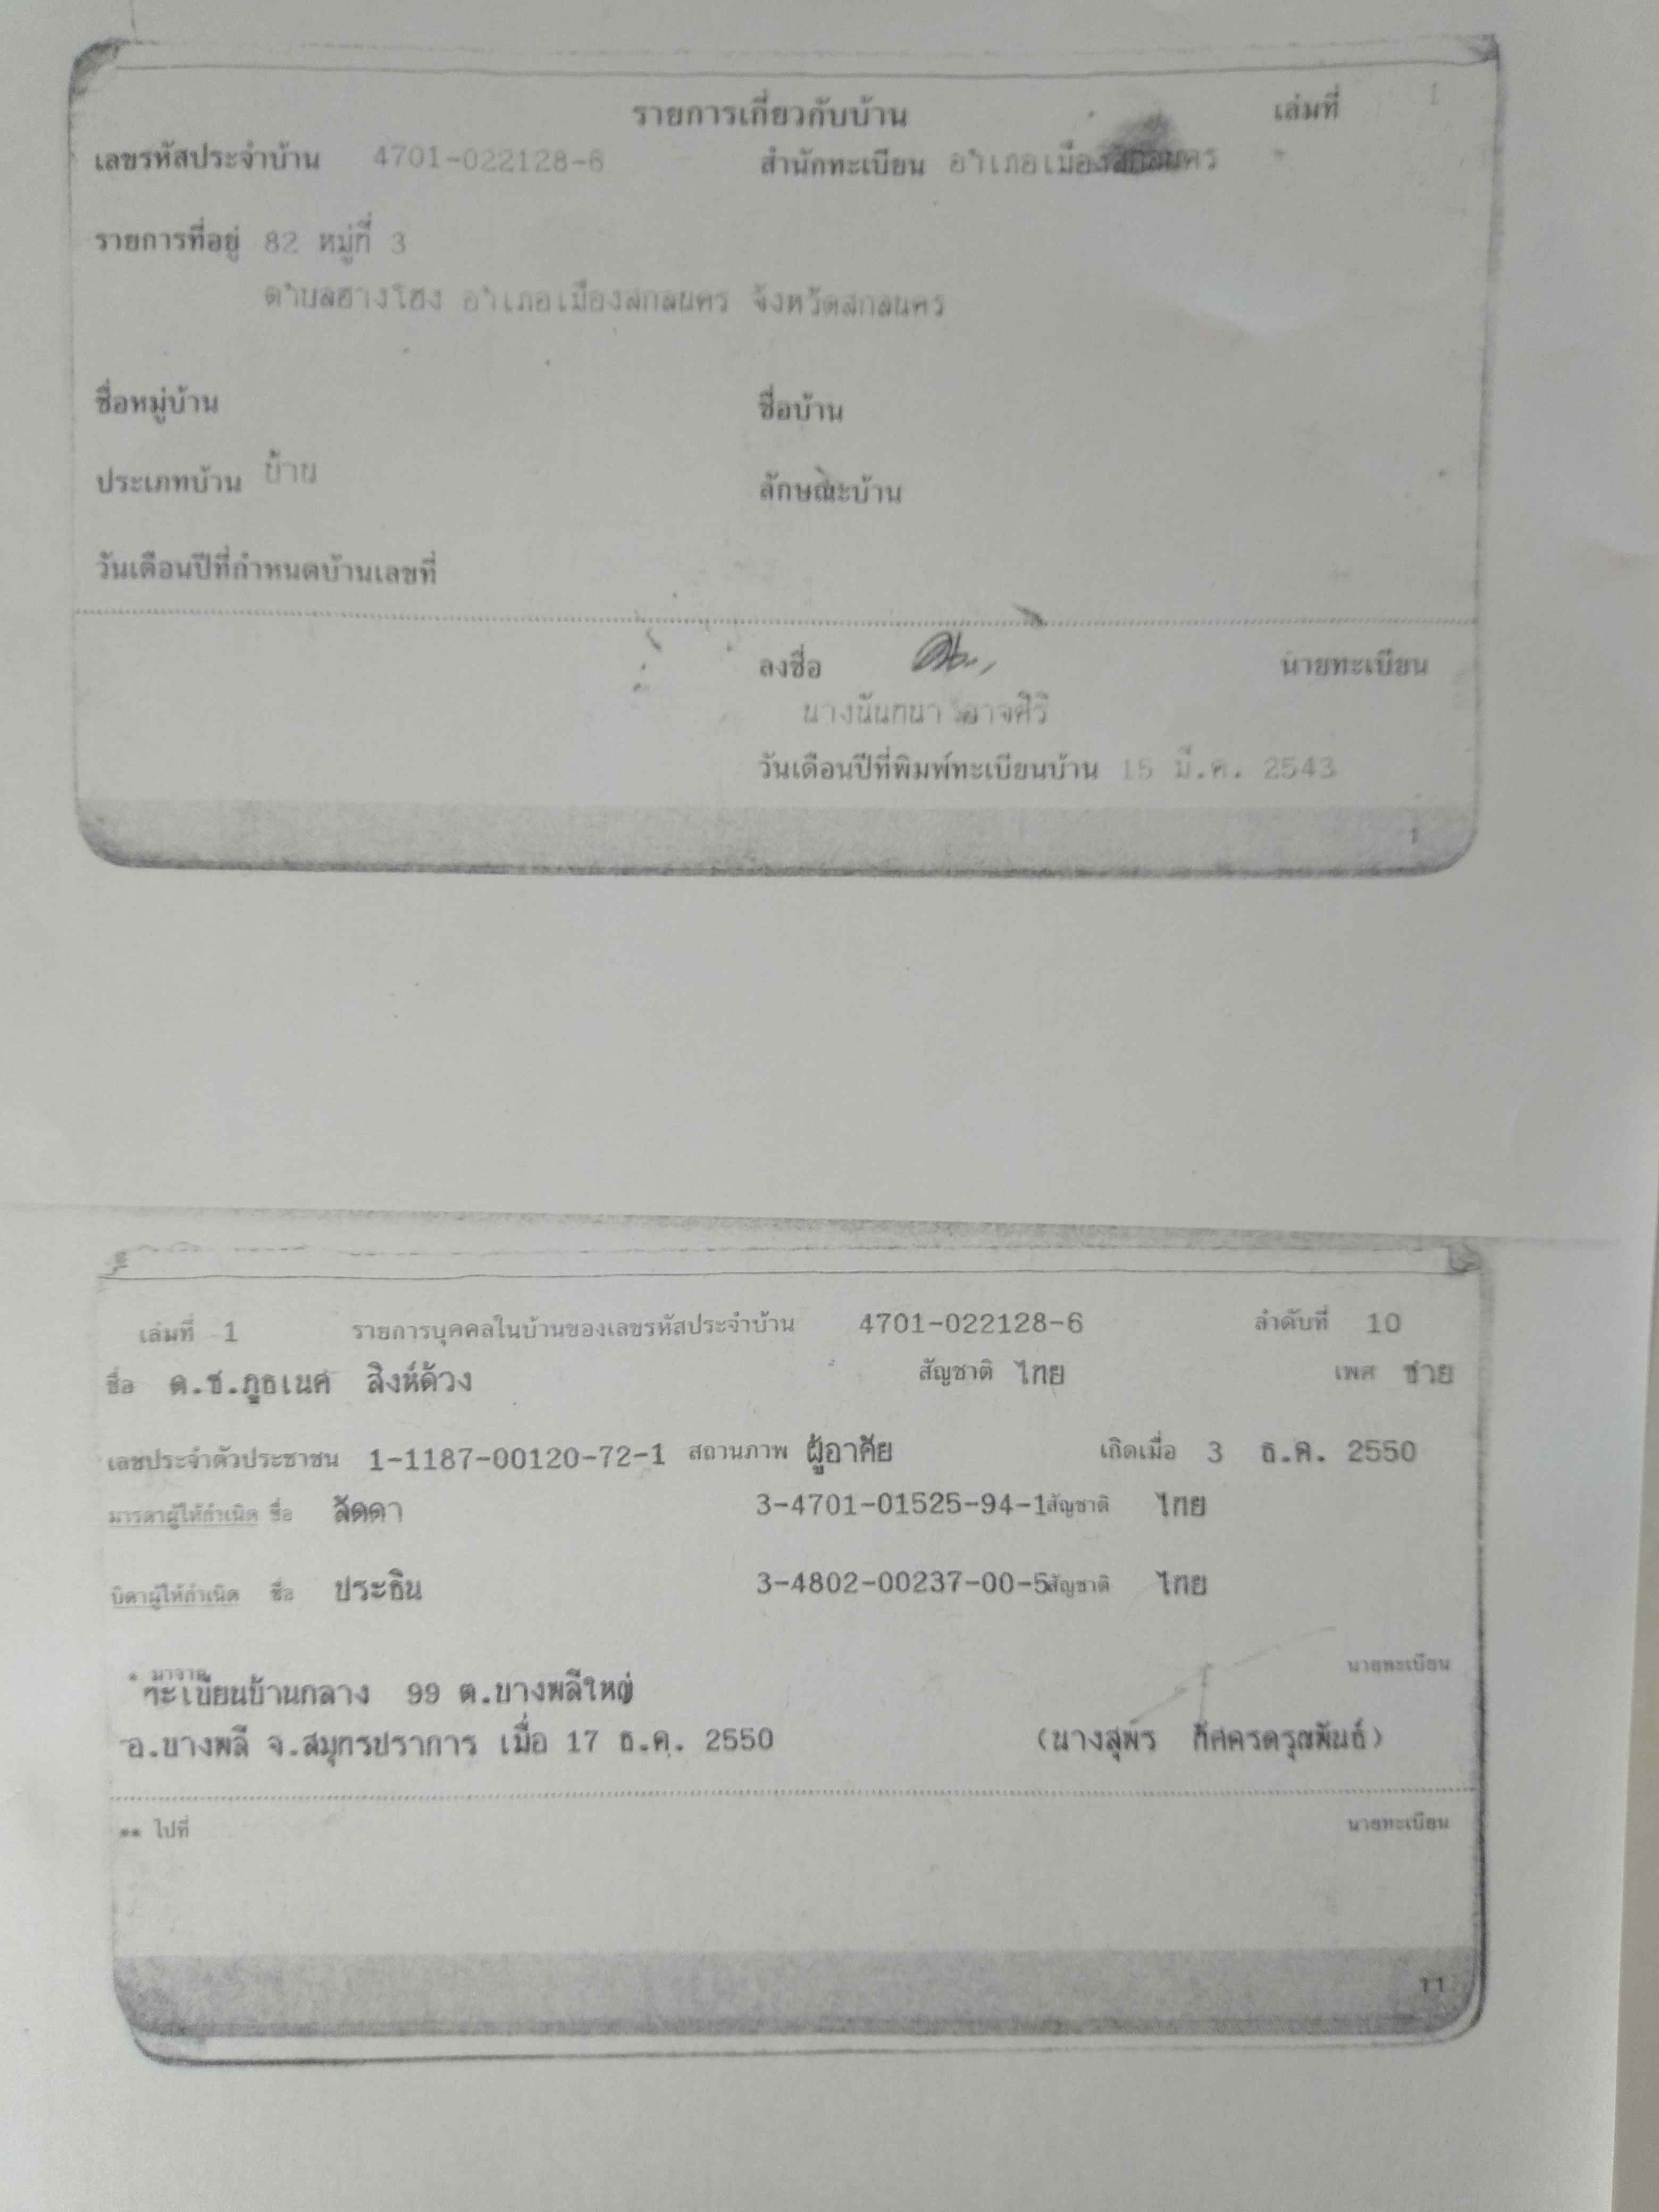 รายการเกี่ยวกับบ้าน เล่มที่ 1
เลขรหัสประจำบ้าน 4701-022128-6 สำนักทะเบียน อำเภอเมืองสกลนคร
รายการที่อยู่ 82 หมู่ที่ 3
ตำบลฮางโฮง อำเภอเมืองสกลนคร จังหวัดสกลนคร
ชื่อหมู่บ้าน ชื่อบ้าน
ประเภทบ้าน บ้าน ลักษณะบ้าน
วันเดือนปีที่กำหนดบ้านเลขที่
ลงชื่อ นายทะเบียน
นางนันทนา อาจศิริ
วันเดือนปีที่พิมพ์ทะเบียนบ้าน 15 มี.ค. 2543
1
เล่มที่ 1 รายการบุคคลในบ้านของเลขรหัสประจำบ้าน 4701-022128-6 ลำดับที่ 10
ชื่อ ด.ช.ภูธเนศ สิงห์ด้วง สัญชาติ ไทย เพศ ชาย
เลขประจำตัวประชาชน 1-1187-00120-72-1 สถานภาพ ผู้อาศัย เกิดเมื่อ 3 ธ.ค. 2550
มารดาผู้ให้กำเนิด ชื่อ ลัดดา 3-4701-01525-94-1 สัญชาติ ไทย
บิดาผู้ให้กำเนิด ชื่อ ประธิน 3-4802-00237-00-5 สัญชาติ ไทย
* มาจาก นายทะเบียน
ทะเบียนบ้านกลาง 99 ต.บางพลีใหญ่
อ.บางพลี จ.สมุทรปราการ เมื่อ 17 ธ.ค. 2550 (นางสุพร
** ไปที่ นายทะเบียน
11